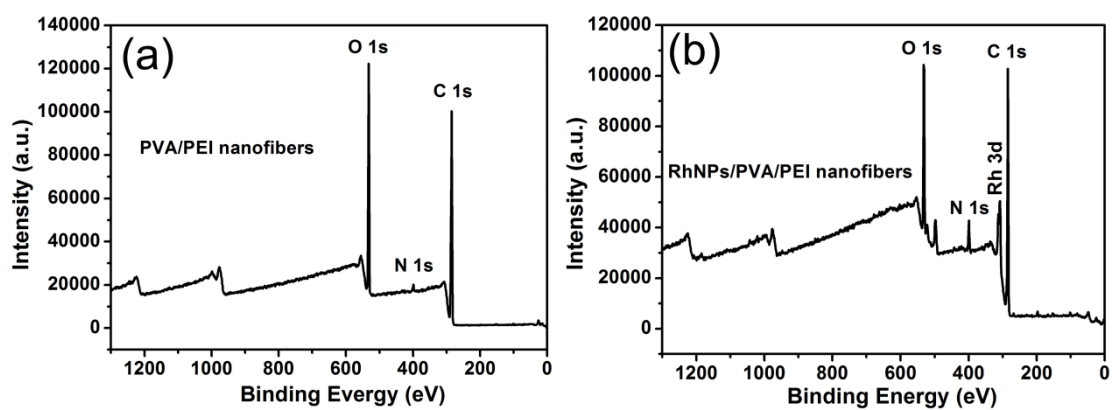 (a)
O 1s
C 1s
PVA/PEI nanofibers
N 1s
Intensity (a.u.)
140000
120000
100000
80000
60000
40000
20000
0
1200 1000 800 600 400 200 0
Binding Evergy (eV)
(b)
O 1s
C 1s
RhNPs/PVA/PEI nanofibers
Rh 3d
N 1s
Intensity (a.u.)
120000
100000
80000
60000
40000
20000
0
1200 1000 800 600 400 200 0
Binding Energy (eV)